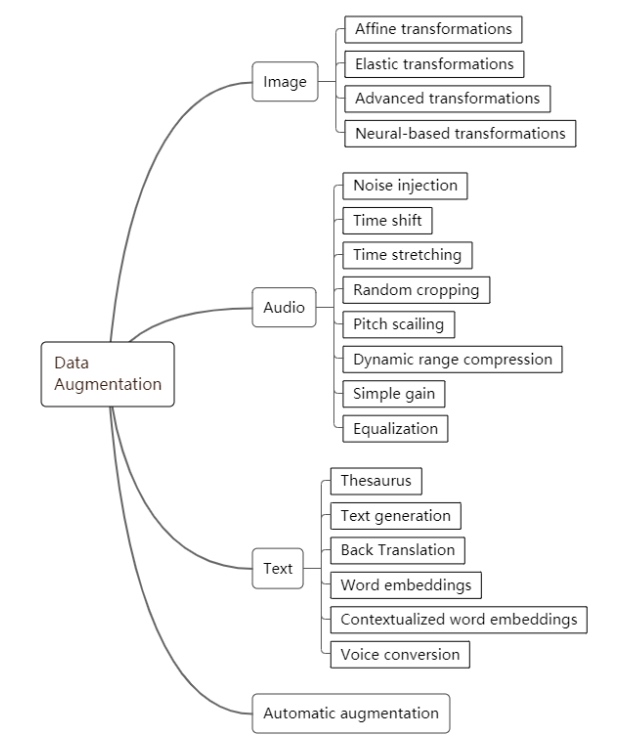 Data
Augmentation
Image
Affine transformations
Elastic transformations
Advanced transformations
Neural-based transformations
Audio
Noise injection
Time shift
Time stretching
Random cropping
Pitch scailing
Dynamic range compression
Simple gain
Equalization
Text
Thesaurus
Text generation
Back Translation
Word embeddings
Contextualized word embeddings
Voice conversion
Automatic augmentation